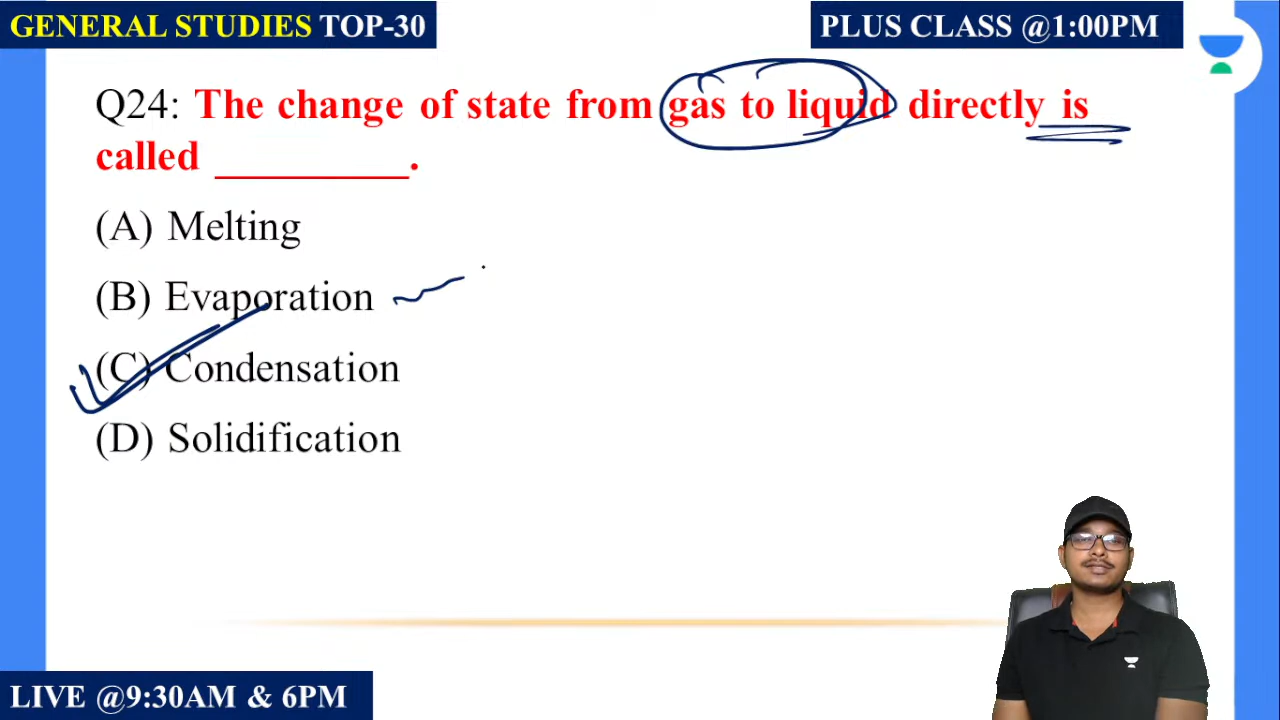 GENERAL STUDIES TOP-30
PLUS CLASS @1:00PM
Q24: The change of state from gas to liquid directly is
called _________.
(A) Melting
(B) Evaporation
(C) Condensation
(D) Solidification
LIVE @9:30AM & 6PM